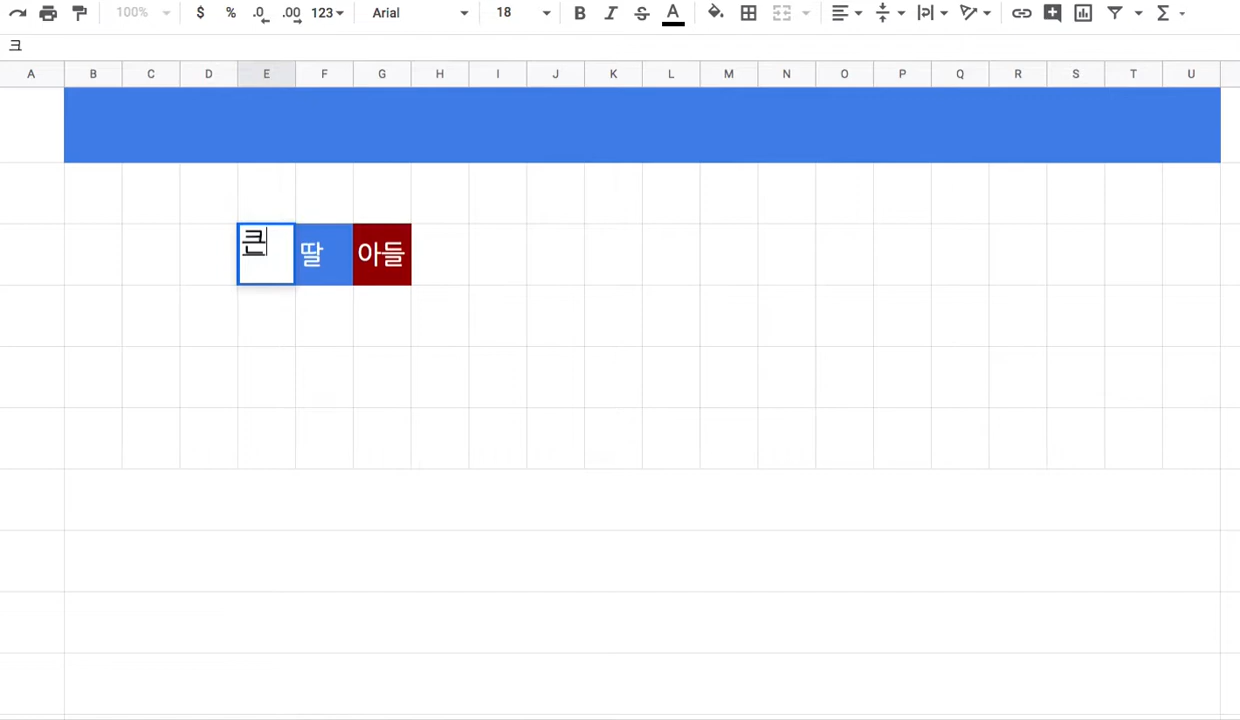 $ % .0 .00 123 Arial 18 B I S A Σ
크
A B C D E F G H I J K L M N O P Q R S T U
큰 딸 아들
100%